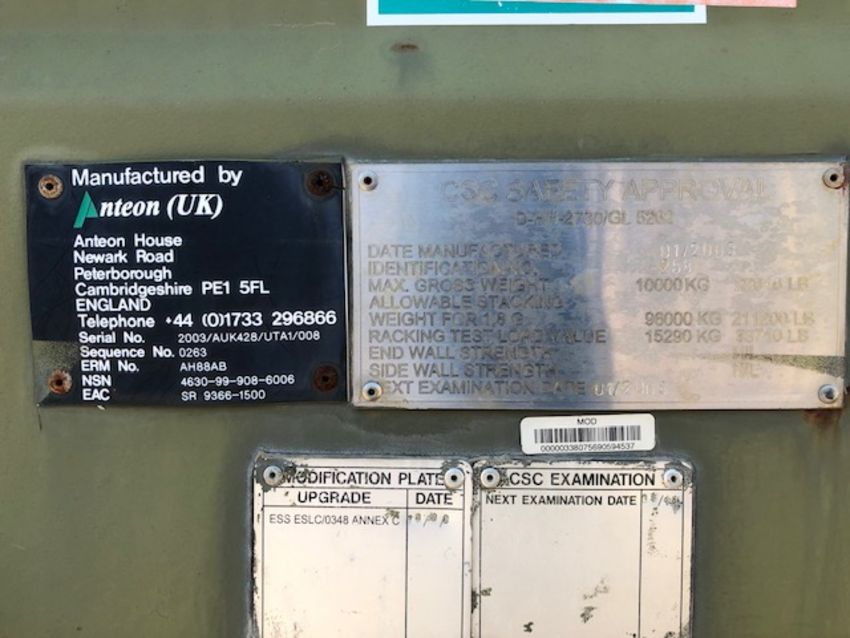 Manufactured by
Anteon (UK)
Anteon House
Newark Road
Peterborough
Cambridgeshire PE1 5FL
ENGLAND
Telephone +44 (0)1733 296866
Serial No. 2003/AUK428/UTA1/008
Sequence No. 0263
ERM No. AH88AB
NSN 4630-99-908-6006
EAC SR 9366-1500
CSC SAFETY APPROVAL
DATE MANUFACTURED
IDENTIFICATION NO.
MAX. GROSS WEIGHT 10000 KG LB
ALLOWABLE STACKING
WEIGHT FOR 1,8 G 96000 KG 211200 LB
RACKING TEST LOAD VALUE 15290 KG LB
END WALL STRENGTH
SIDE WALL STRENGTH
NEXT EXAMINATION DATE
MOD
00000338075690594537
MODIFICATION PLATE
UPGRADE DATE
ESS ESLC/0348 ANNEX C
CSC EXAMINATION
NEXT EXAMINATION DATE